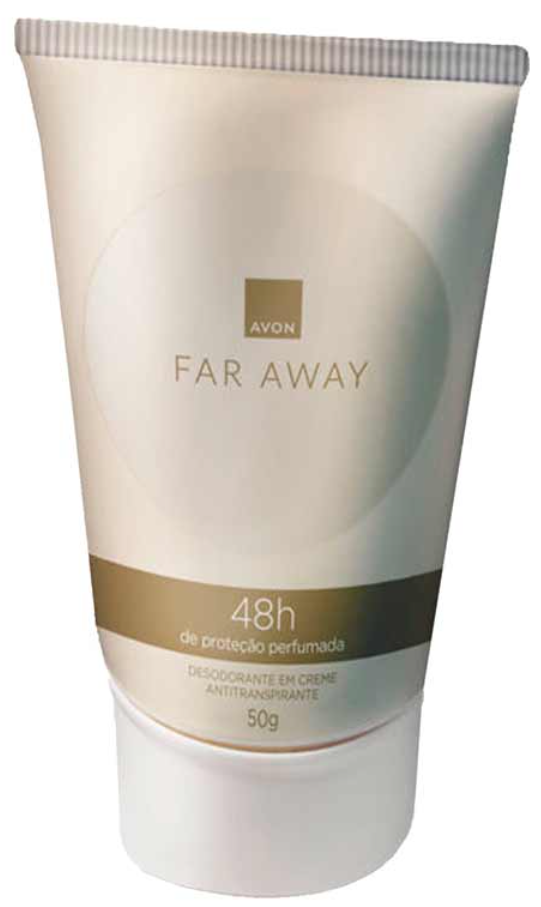 AVON
FAR AWAY
48h
de proteção perfumada
DESODORANTE EM CREME
ANTITRANSPIRANTE
50g